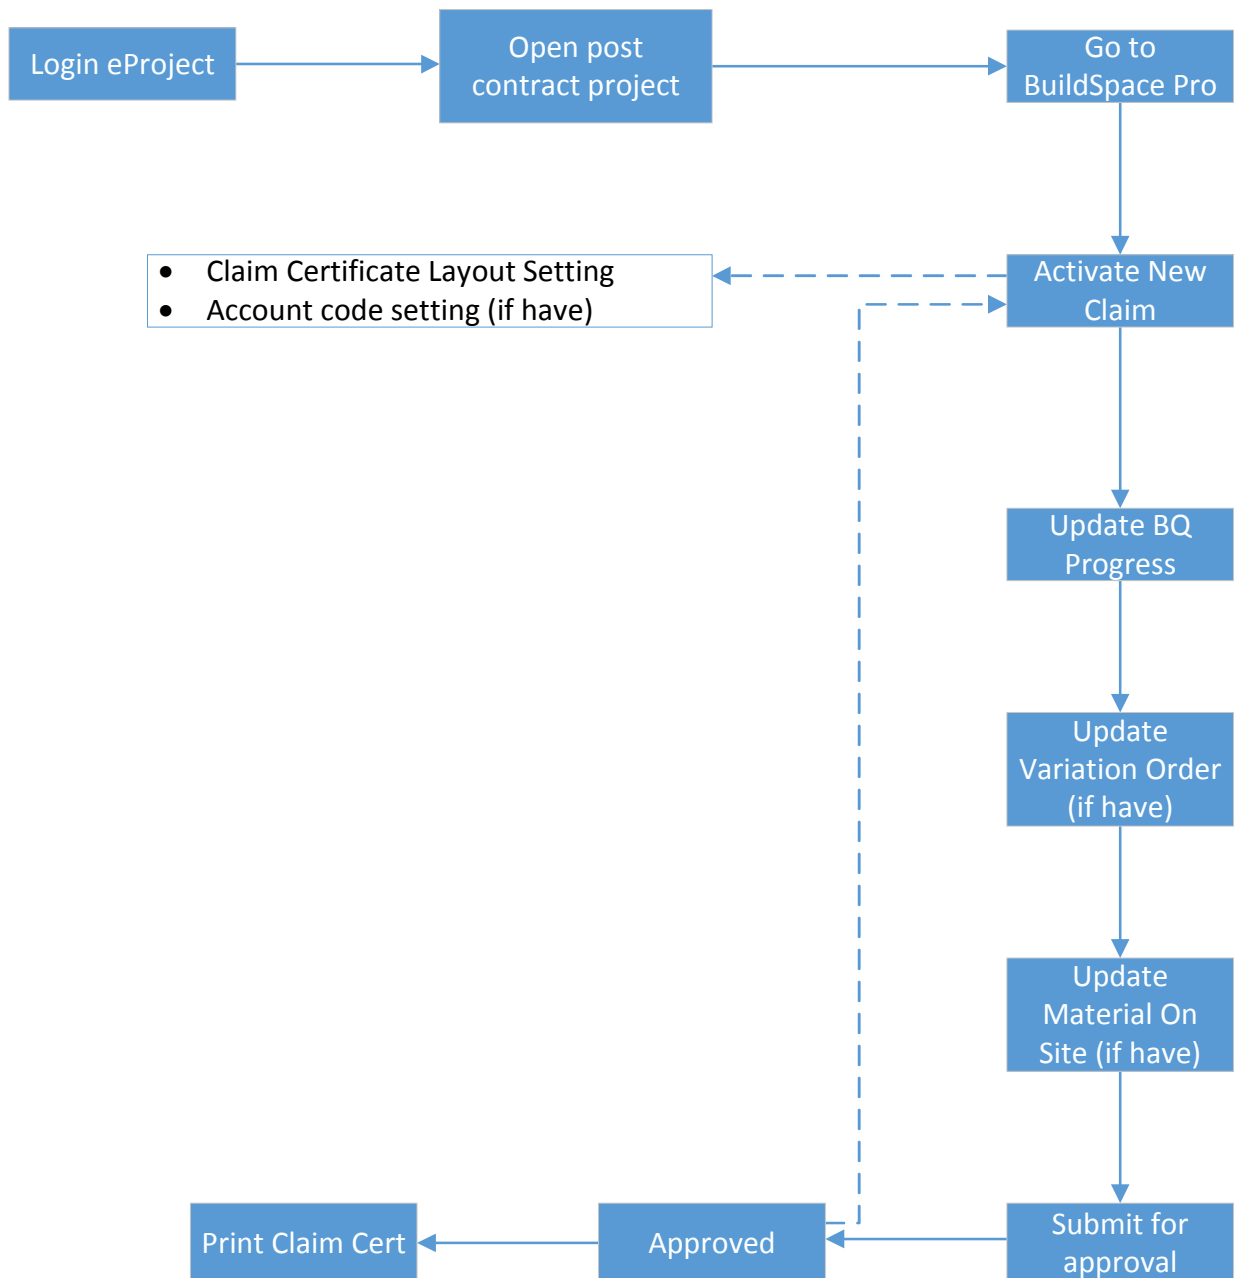 Login eProject
Open post
contract project
Go to
BuildSpace Pro
• Claim Certificate Layout Setting
• Account code setting (if have)
Activate New
Claim
Update BQ
Progress
Update
Variation Order
(if have)
Update
Material On
Site (if have)
Print Claim Cert
Approved
Submit for
approval